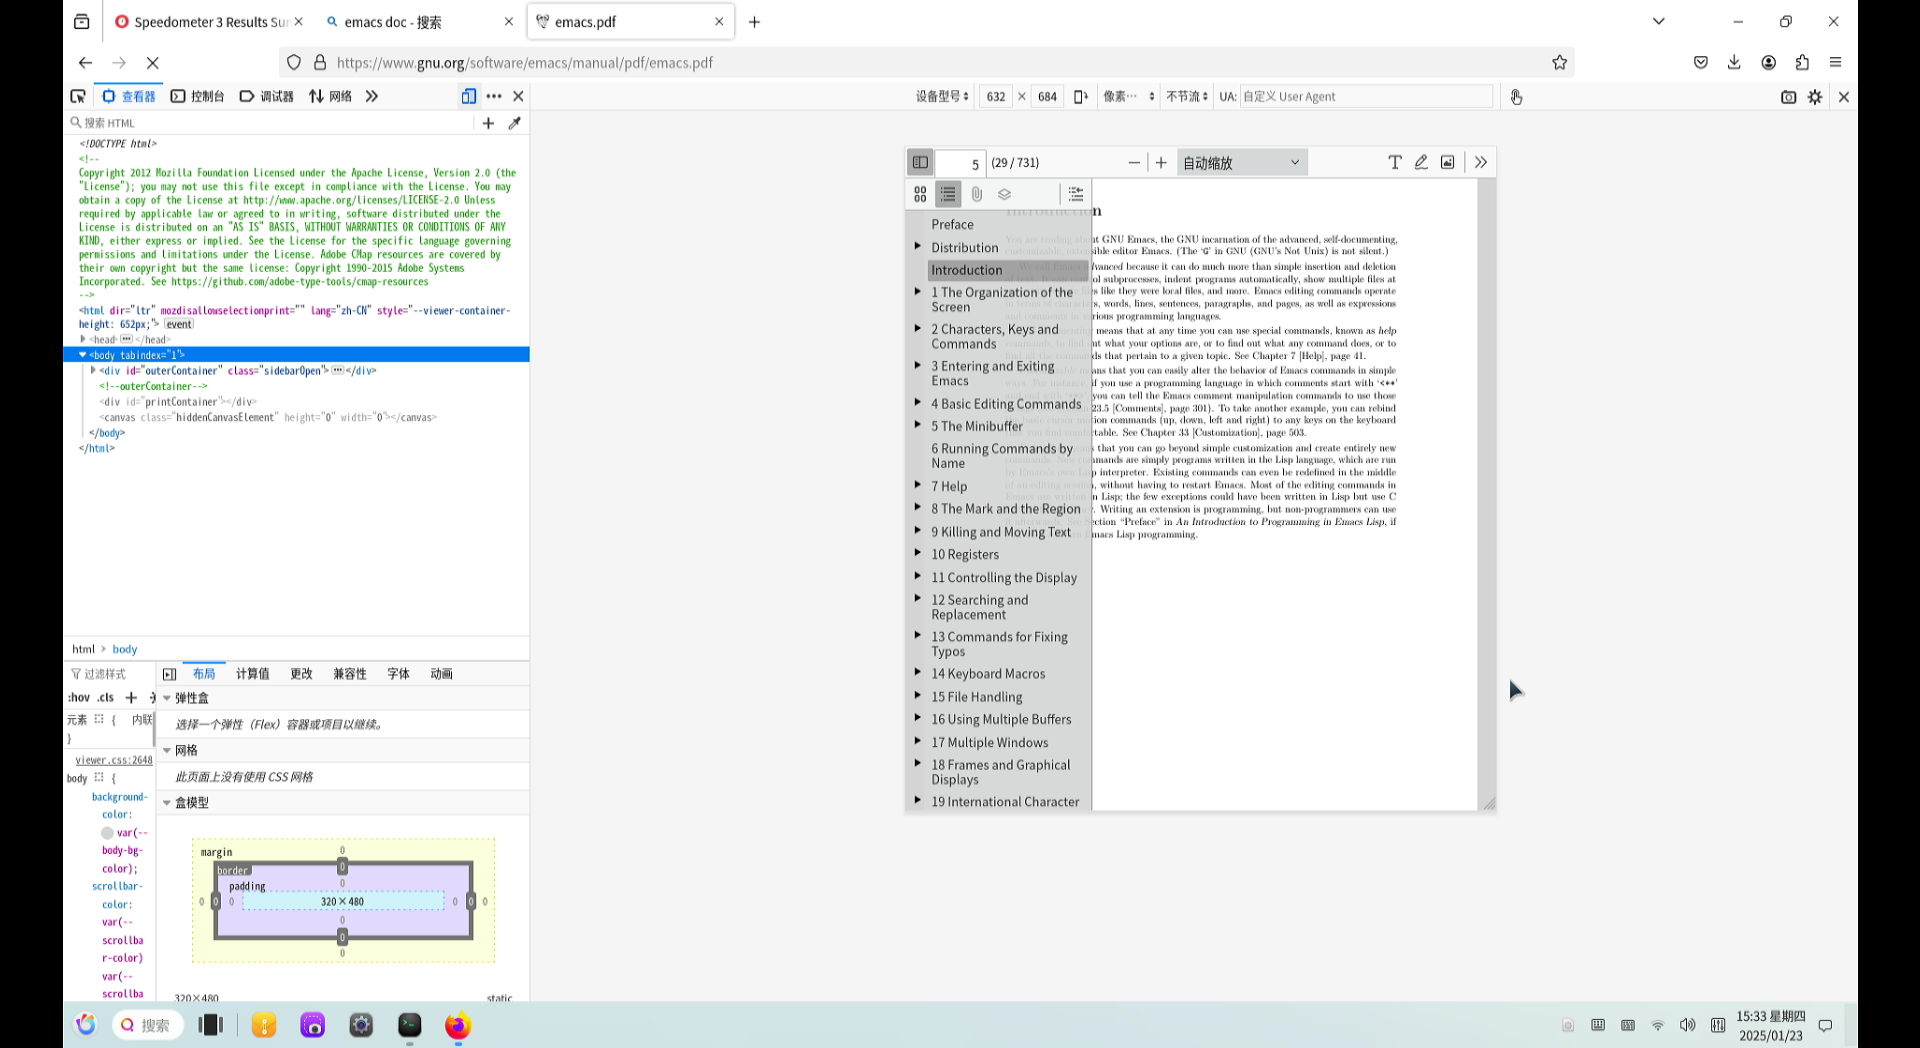 Speedometer 3 Results Su
emacs doc - 搜索
emacs.pdf
https://www.gnu.org/software/emacs/manual/pdf/emacs.pdf
查看器
控制台
调试器
网络
设备型号
632 × 684
像素…
不节流
UA: 自定义 User Agent
搜索 HTML
<!DOCTYPE html>
<!--
Copyright 2012 Mozilla Foundation Licensed under the Apache License, Version 2.0 (the
"License"); you may not use this file except in compliance with the License. You may
obtain a copy of the License at http://www.apache.org/licenses/LICENSE-2.0 Unless
required by applicable law or agreed to in writing, software distributed under the
License is distributed on an "AS IS" BASIS, WITHOUT WARRANTIES OR CONDITIONS OF ANY
KIND, either express or implied. See the License for the specific language governing
permissions and limitations under the License. Adobe CMap resources are covered by
their own copyright but the same license: Copyright 1990-2015 Adobe Systems
Incorporated. See https://github.com/adobe-type-tools/cmap-resources
-->
<html dir="ltr" mozdisallowselectionprint="" lang="zh-CN" style="--viewer-container-
height: 652px;"> event
<head> ••• </head>
<body tabindex="1">
<div id="outerContainer" class="sidebarOpen"> ••• </div>
<!--outerContainer-->
<div id="printContainer"></div>
<canvas class="hiddenCanvasElement" height="0" width="0"></canvas>
</body>
</html>
html > body
过滤样式
布局
计算值
更改
兼容性
字体
动画
:hov .cls +
弹性盒
元素 { 内联
}
选择一个弹性（Flex）容器或项目以继续。
网格
viewer.css:2648
此页面上没有使用 CSS 网格
body {
盒模型
background-
color:
var(--
body-bg-
color);
scrollbar-
color:
var(--
scrollba
r-color)
var(--
scrollba
margin
0
border
0
padding
0
0 0 0 320×480 0 0 0
0
0
0
320×480
static
5 (29 / 731)
自动缩放
Preface
Distribution
Introduction
1 The Organization of the
Screen
2 Characters, Keys and
Commands
3 Entering and Exiting
Emacs
4 Basic Editing Commands
5 The Minibuffer
6 Running Commands by
Name
7 Help
8 The Mark and the Region
9 Killing and Moving Text
10 Registers
11 Controlling the Display
12 Searching and
Replacement
13 Commands for Fixing
Typos
14 Keyboard Macros
15 File Handling
16 Using Multiple Buffers
17 Multiple Windows
18 Frames and Graphical
Displays
19 International Character
Introduction
t GNU Emacs, the GNU incarnation of the advanced, self-documenting,
ible editor Emacs. (The ‘G’ in GNU (GNU’s Not Unix) is not silent.)
vanced because it can do much more than simple insertion and deletion
ol subprocesses, indent programs automatically, show multiple files at
s like they were local files, and more. Emacs editing commands operate
s, words, lines, sentences, paragraphs, and pages, as well as expressions
rious programming languages.
means that at any time you can use special commands, known as help
ut what your options are, or to find out what any command does, or to
ds that pertain to a given topic. See Chapter 7 [Help], page 41.
ans that you can easily alter the behavior of Emacs commands in simple
if you use a programming language in which comments start with ‘<**’
you can tell the Emacs comment manipulation commands to use those
23.5 [Comments], page 301). To take another example, you can rebind
ion commands (up, down, left and right) to any keys on the keyboard
table. See Chapter 33 [Customization], page 503.
s that you can go beyond simple customization and create entirely new
mands are simply programs written in the Lisp language, which are run
p interpreter. Existing commands can even be redefined in the middle
, without having to restart Emacs. Most of the editing commands in
n Lisp; the few exceptions could have been written in Lisp but use C
. Writing an extension is programming, but non-programmers can use
ction “Preface” in An Introduction to Programming in Emacs Lisp, if
macs Lisp programming.
搜索
15:33 星期四
2025/01/23